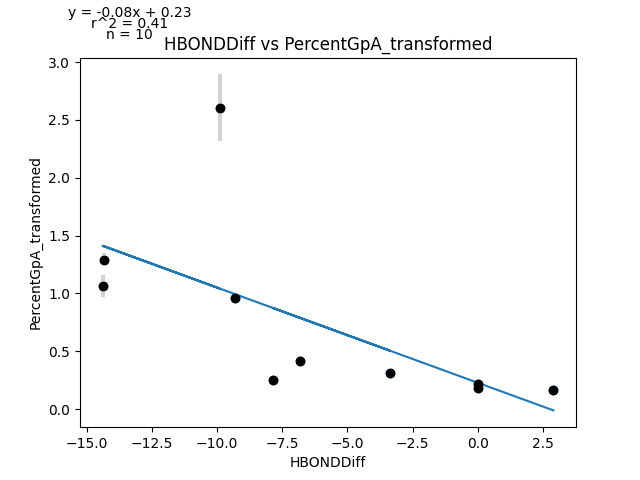 y = -0.08x + 0.23
r^2 = 0.41
n = 10
HBONDDiff vs PercentGpA_transformed
3.0
2.5
2.0
1.5
1.0
0.5
0.0
PercentGpA_transformed
−15.0 −12.5 −10.0 −7.5 −5.0 −2.5 0.0 2.5
HBONDDiff